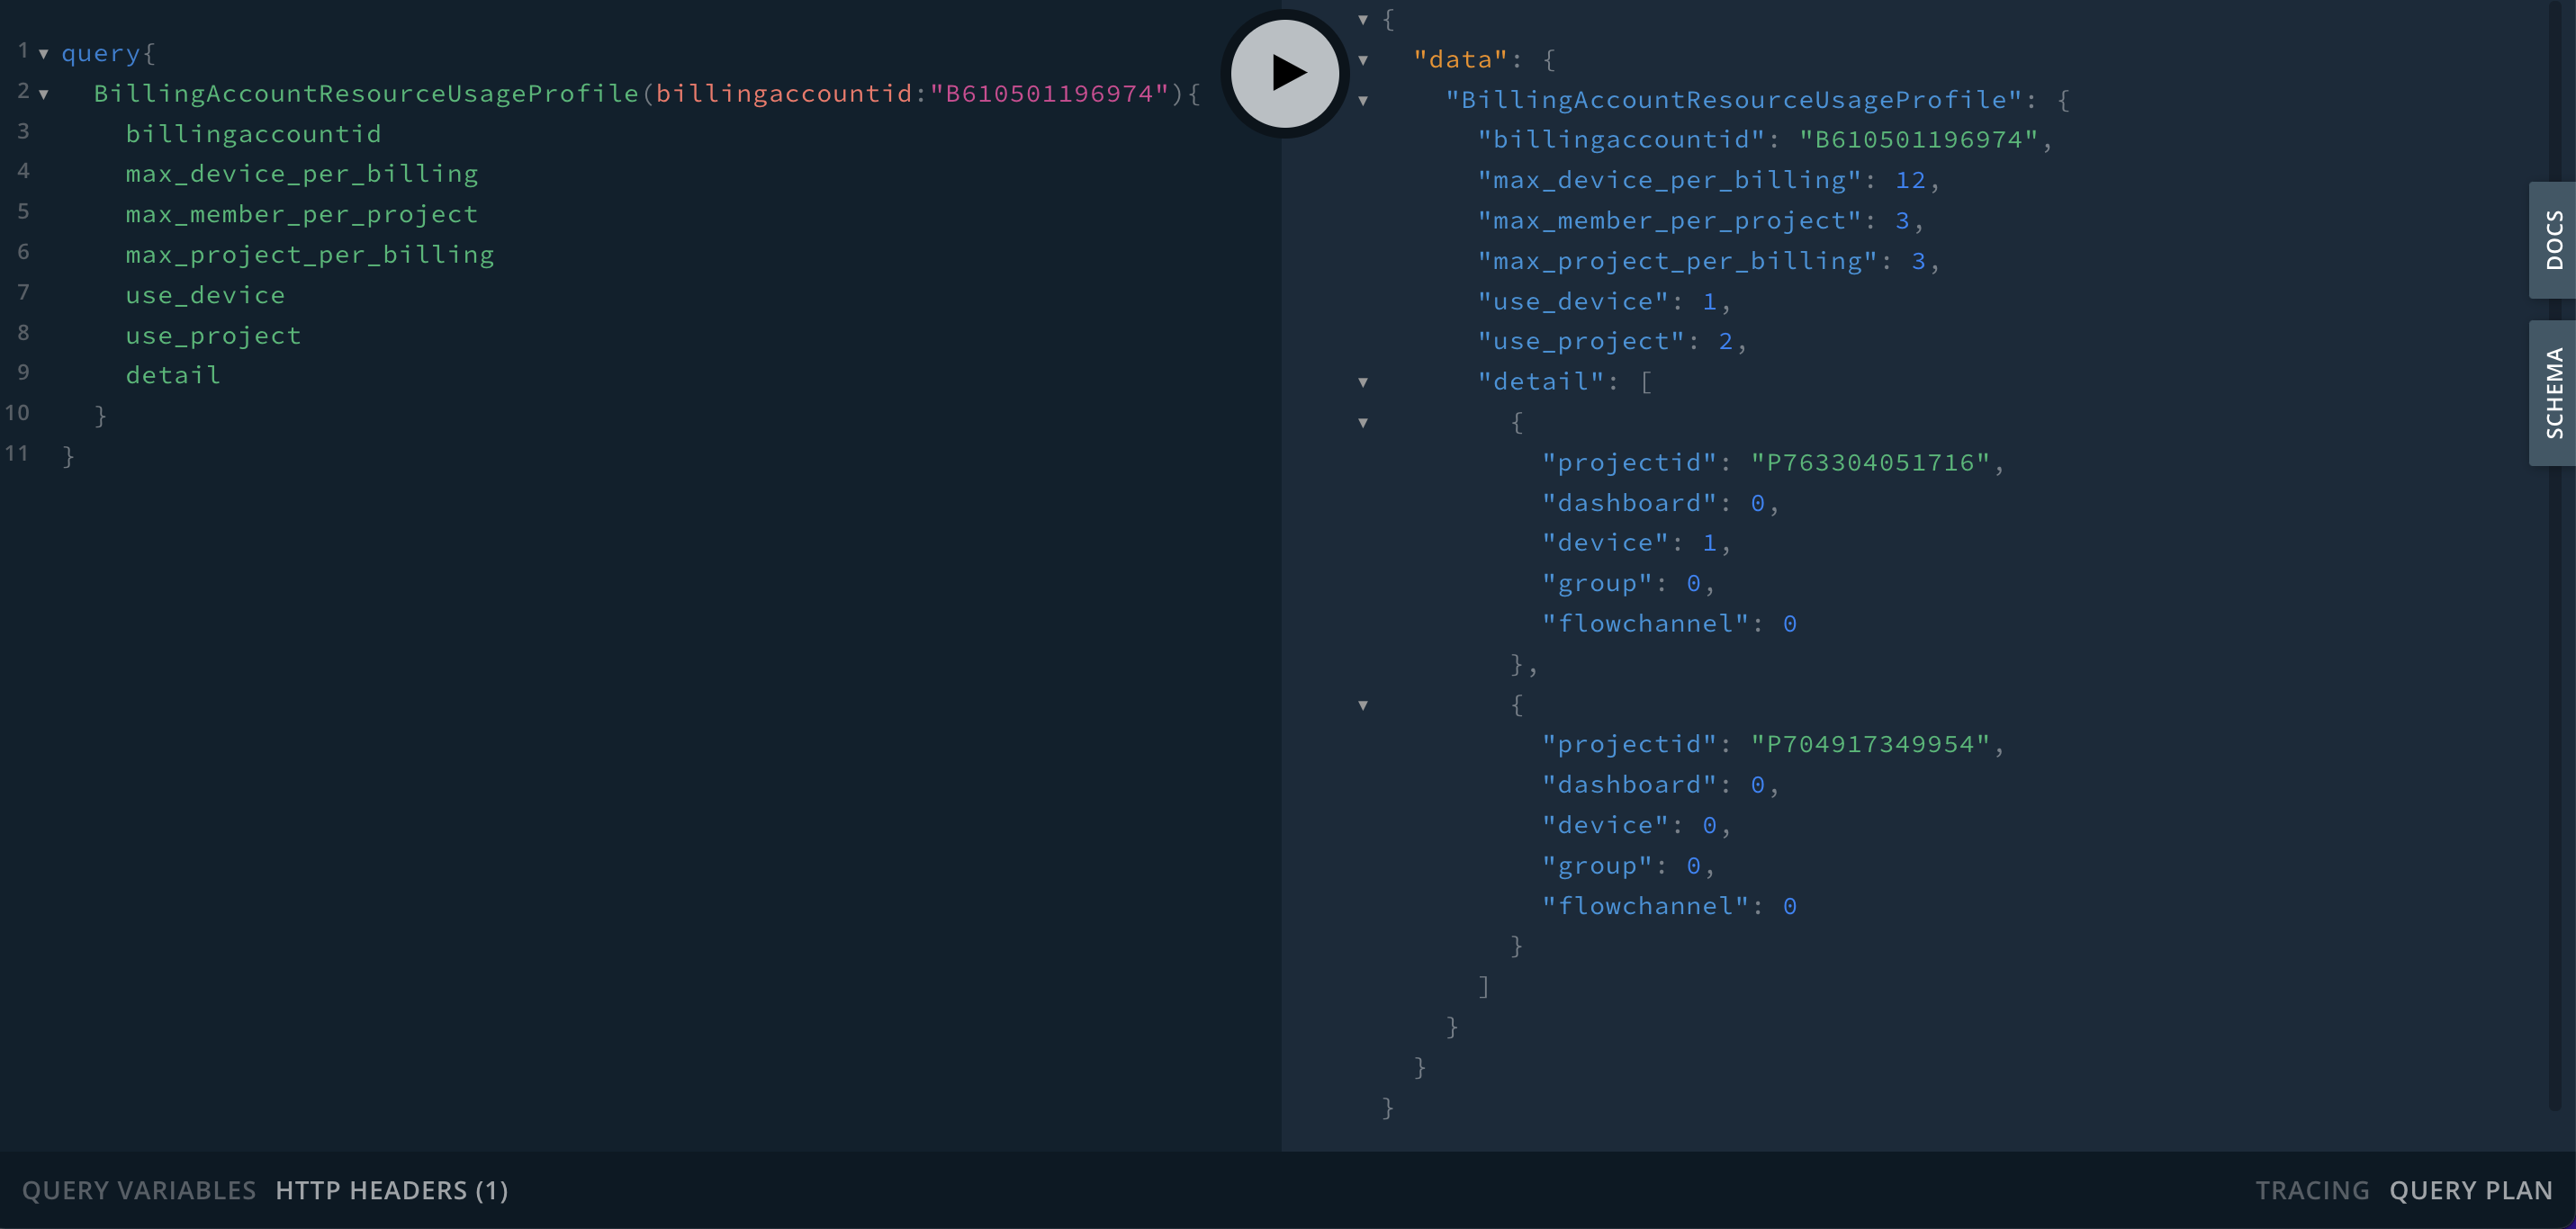 1 query{
2 BillingAccountResourceUsageProfile(billingaccountid:"B610501196974"){
3 billingaccountid
4 max_device_per_billing
5 max_member_per_project
6 max_project_per_billing
7 use_device
8 use_project
9 detail
10 }
11 }
{
"data": {
"BillingAccountResourceUsageProfile": {
"billingaccountid": "B610501196974",
"max_device_per_billing": 12,
"max_member_per_project": 3,
"max_project_per_billing": 3,
"use_device": 1,
"use_project": 2,
"detail": [
{
"projectid": "P763304051716",
"dashboard": 0,
"device": 1,
"group": 0,
"flowchannel": 0
},
{
"projectid": "P704917349954",
"dashboard": 0,
"device": 0,
"group": 0,
"flowchannel": 0
}
]
}
}
}
DOCS
SCHEMA
QUERY VARIABLES HTTP HEADERS (1)
TRACING QUERY PLAN